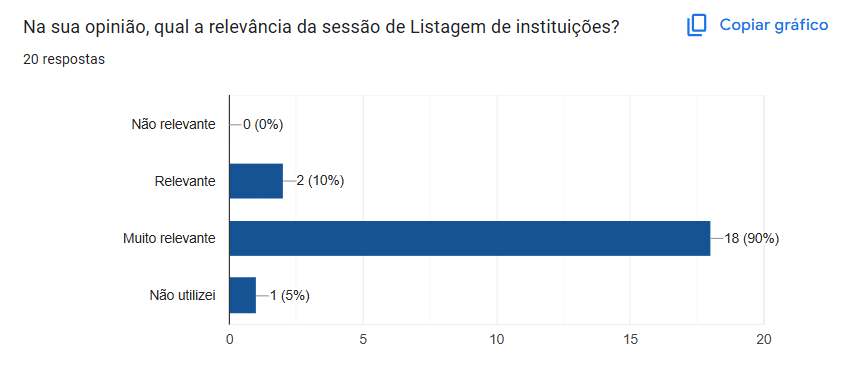 Na sua opinião, qual a relevância da sessão de Listagem de instituições?
Copiar gráfico
20 respostas
Não relevante
0 (0%)
Relevante
2 (10%)
Muito relevante
18 (90%)
Não utilizei
1 (5%)
0
5
10
15
20